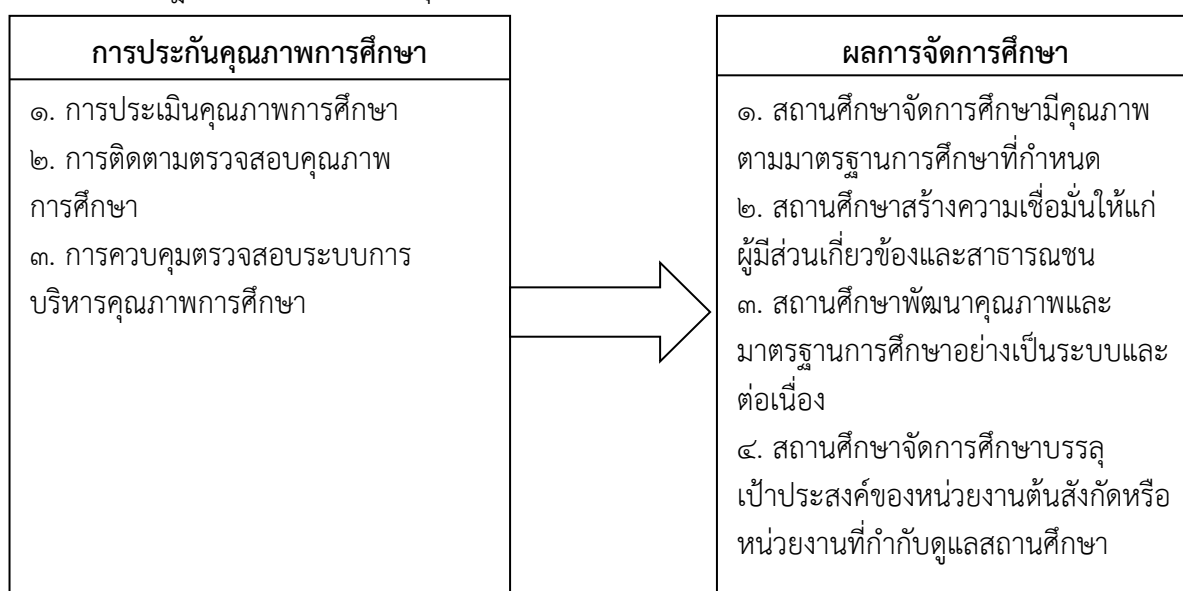 การประกันคุณภาพการศึกษา
๑. การประเมินคุณภาพการศึกษา
๒. การติดตามตรวจสอบคุณภาพ
การศึกษา
๓. การควบคุมตรวจสอบระบบการ
บริหารคุณภาพการศึกษา
ผลการจัดการศึกษา
๑. สถานศึกษาจัดการศึกษามีคุณภาพ
ตามมาตรฐานการศึกษาที่กำหนด
๒. สถานศึกษาสร้างความเชื่อมั่นให้แก่
ผู้มีส่วนเกี่ยวข้องและสาธารณชน
๓. สถานศึกษาพัฒนาคุณภาพและ
มาตรฐานการศึกษาอย่างเป็นระบบและ
ต่อเนื่อง
๔. สถานศึกษาจัดการศึกษาบรรลุ
เป้าประสงค์ของหน่วยงานต้นสังกัดหรือ
หน่วยงานที่กำกับดูแลสถานศึกษา